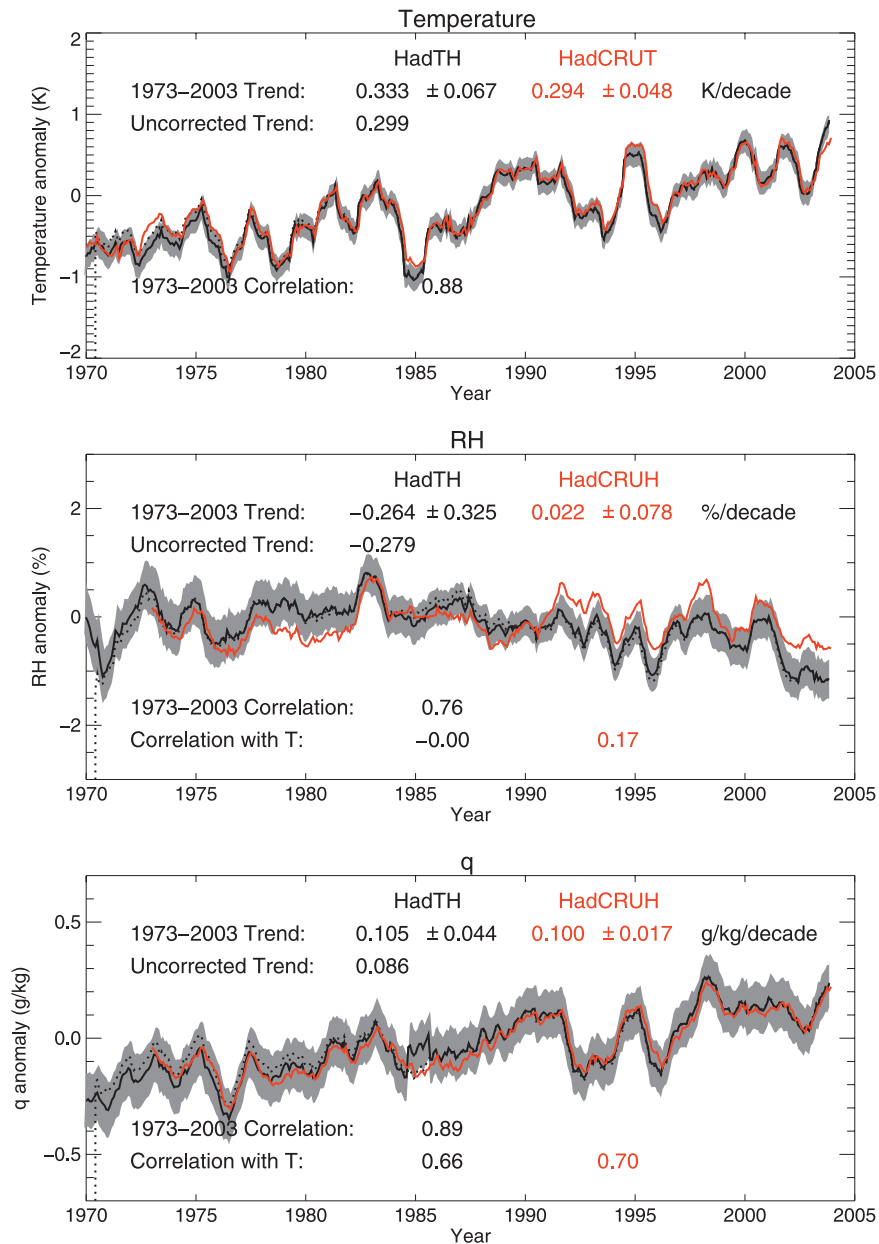 Temperature
HadTH HadCRUT
1973–2003 Trend: 0.333 ± 0.067 0.294 ± 0.048 K/decade
Uncorrected Trend: 0.299
1973–2003 Correlation: 0.88
Temperature anomaly (K)
2
1
0
−1
−2
1970 1975 1980 1985 1990 1995 2000 2005
Year
RH
HadTH HadCRUH
1973–2003 Trend: −0.264 ± 0.325 0.022 ± 0.078 %/decade
Uncorrected Trend: −0.279
1973–2003 Correlation: 0.76
Correlation with T: −0.00 0.17
RH anomaly (%)
2
0
−2
1970 1975 1980 1985 1990 1995 2000 2005
Year
q
HadTH HadCRUH
1973–2003 Trend: 0.105 ± 0.044 0.100 ± 0.017 g/kg/decade
Uncorrected Trend: 0.086
1973–2003 Correlation: 0.89
Correlation with T: 0.66 0.70
q anomaly (g/kg)
0.5
0.0
−0.5
1970 1975 1980 1985 1990 1995 2000 2005
Year